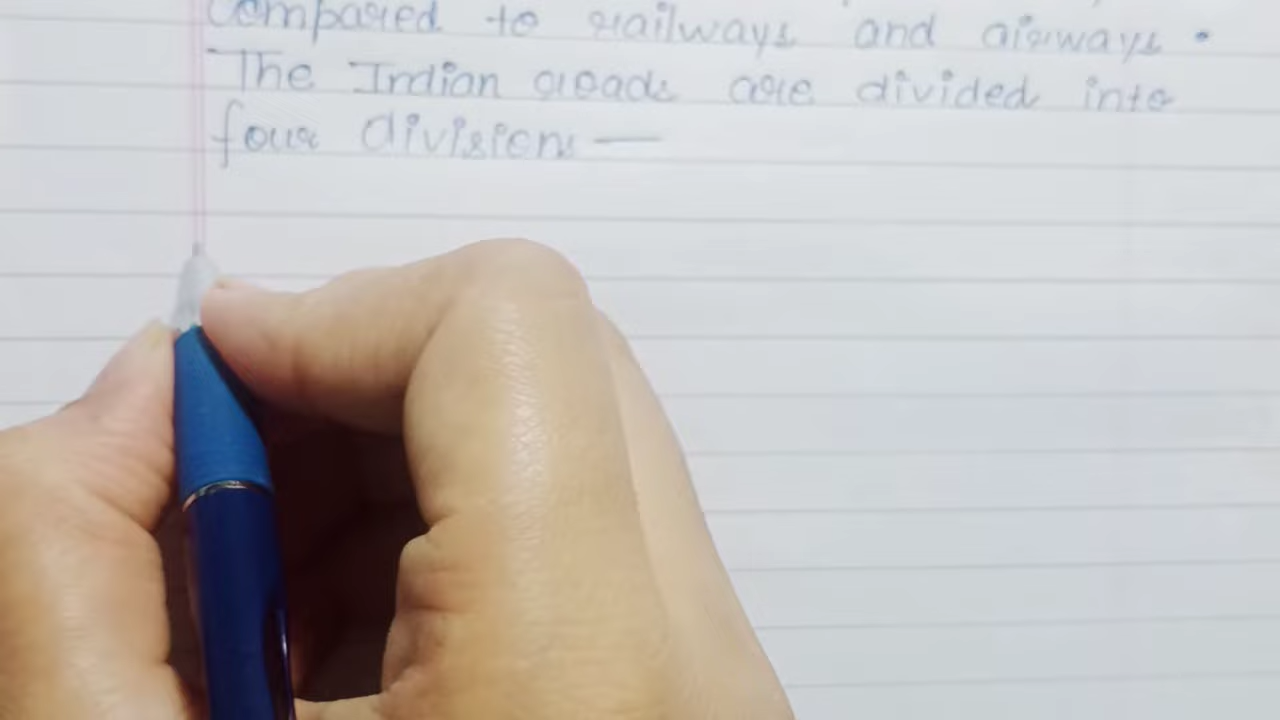 Compared to railways and airways.
The Indian roads are divided into
four divisions —